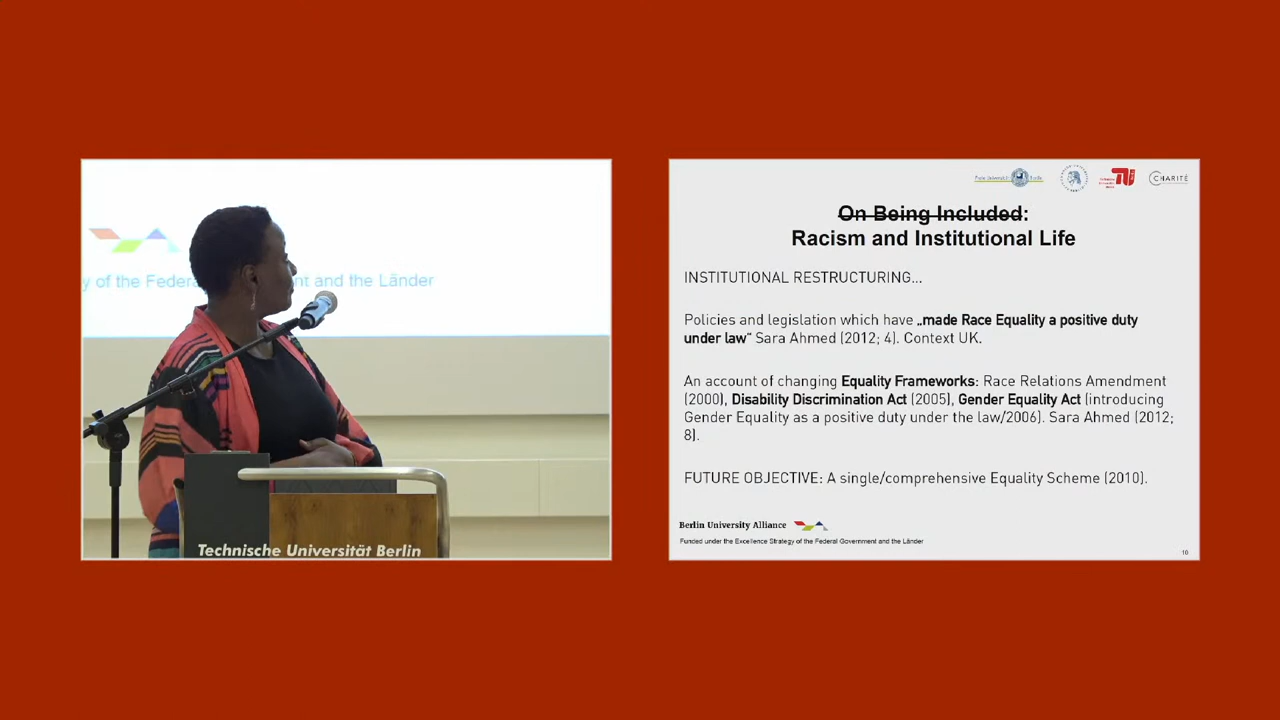 y of the Federa nt and the Länder
Technische Universität Berlin
CHARITÉ
On Being Included:
Racism and Institutional Life
INSTITUTIONAL RESTRUCTURING...
Policies and legislation which have „made Race Equality a positive duty
under law“ Sara Ahmed (2012; 4). Context UK.
An account of changing Equality Frameworks: Race Relations Amendment
(2000), Disability Discrimination Act (2005), Gender Equality Act (introducing
Gender Equality as a positive duty under the law/2006). Sara Ahmed (2012;
8).
FUTURE OBJECTIVE: A single/comprehensive Equality Scheme (2010).
Berlin University Alliance
Funded under the Excellence Strategy of the Federal Government and the Länder